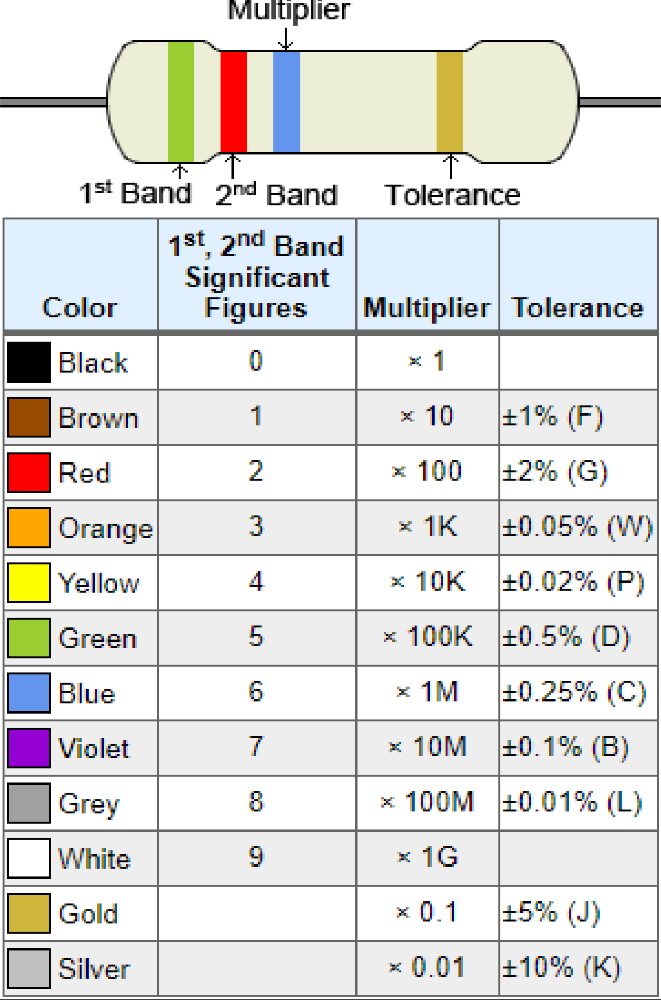 Multiplier
1st Band 2nd Band Tolerance
Color 1st, 2nd Band Significant Figures Multiplier Tolerance
Black 0 × 1
Brown 1 × 10 ±1% (F)
Red 2 × 100 ±2% (G)
Orange 3 × 1K ±0.05% (W)
Yellow 4 × 10K ±0.02% (P)
Green 5 × 100K ±0.5% (D)
Blue 6 × 1M ±0.25% (C)
Violet 7 × 10M ±0.1% (B)
Grey 8 × 100M ±0.01% (L)
White 9 × 1G
Gold × 0.1 ±5% (J)
Silver × 0.01 ±10% (K)